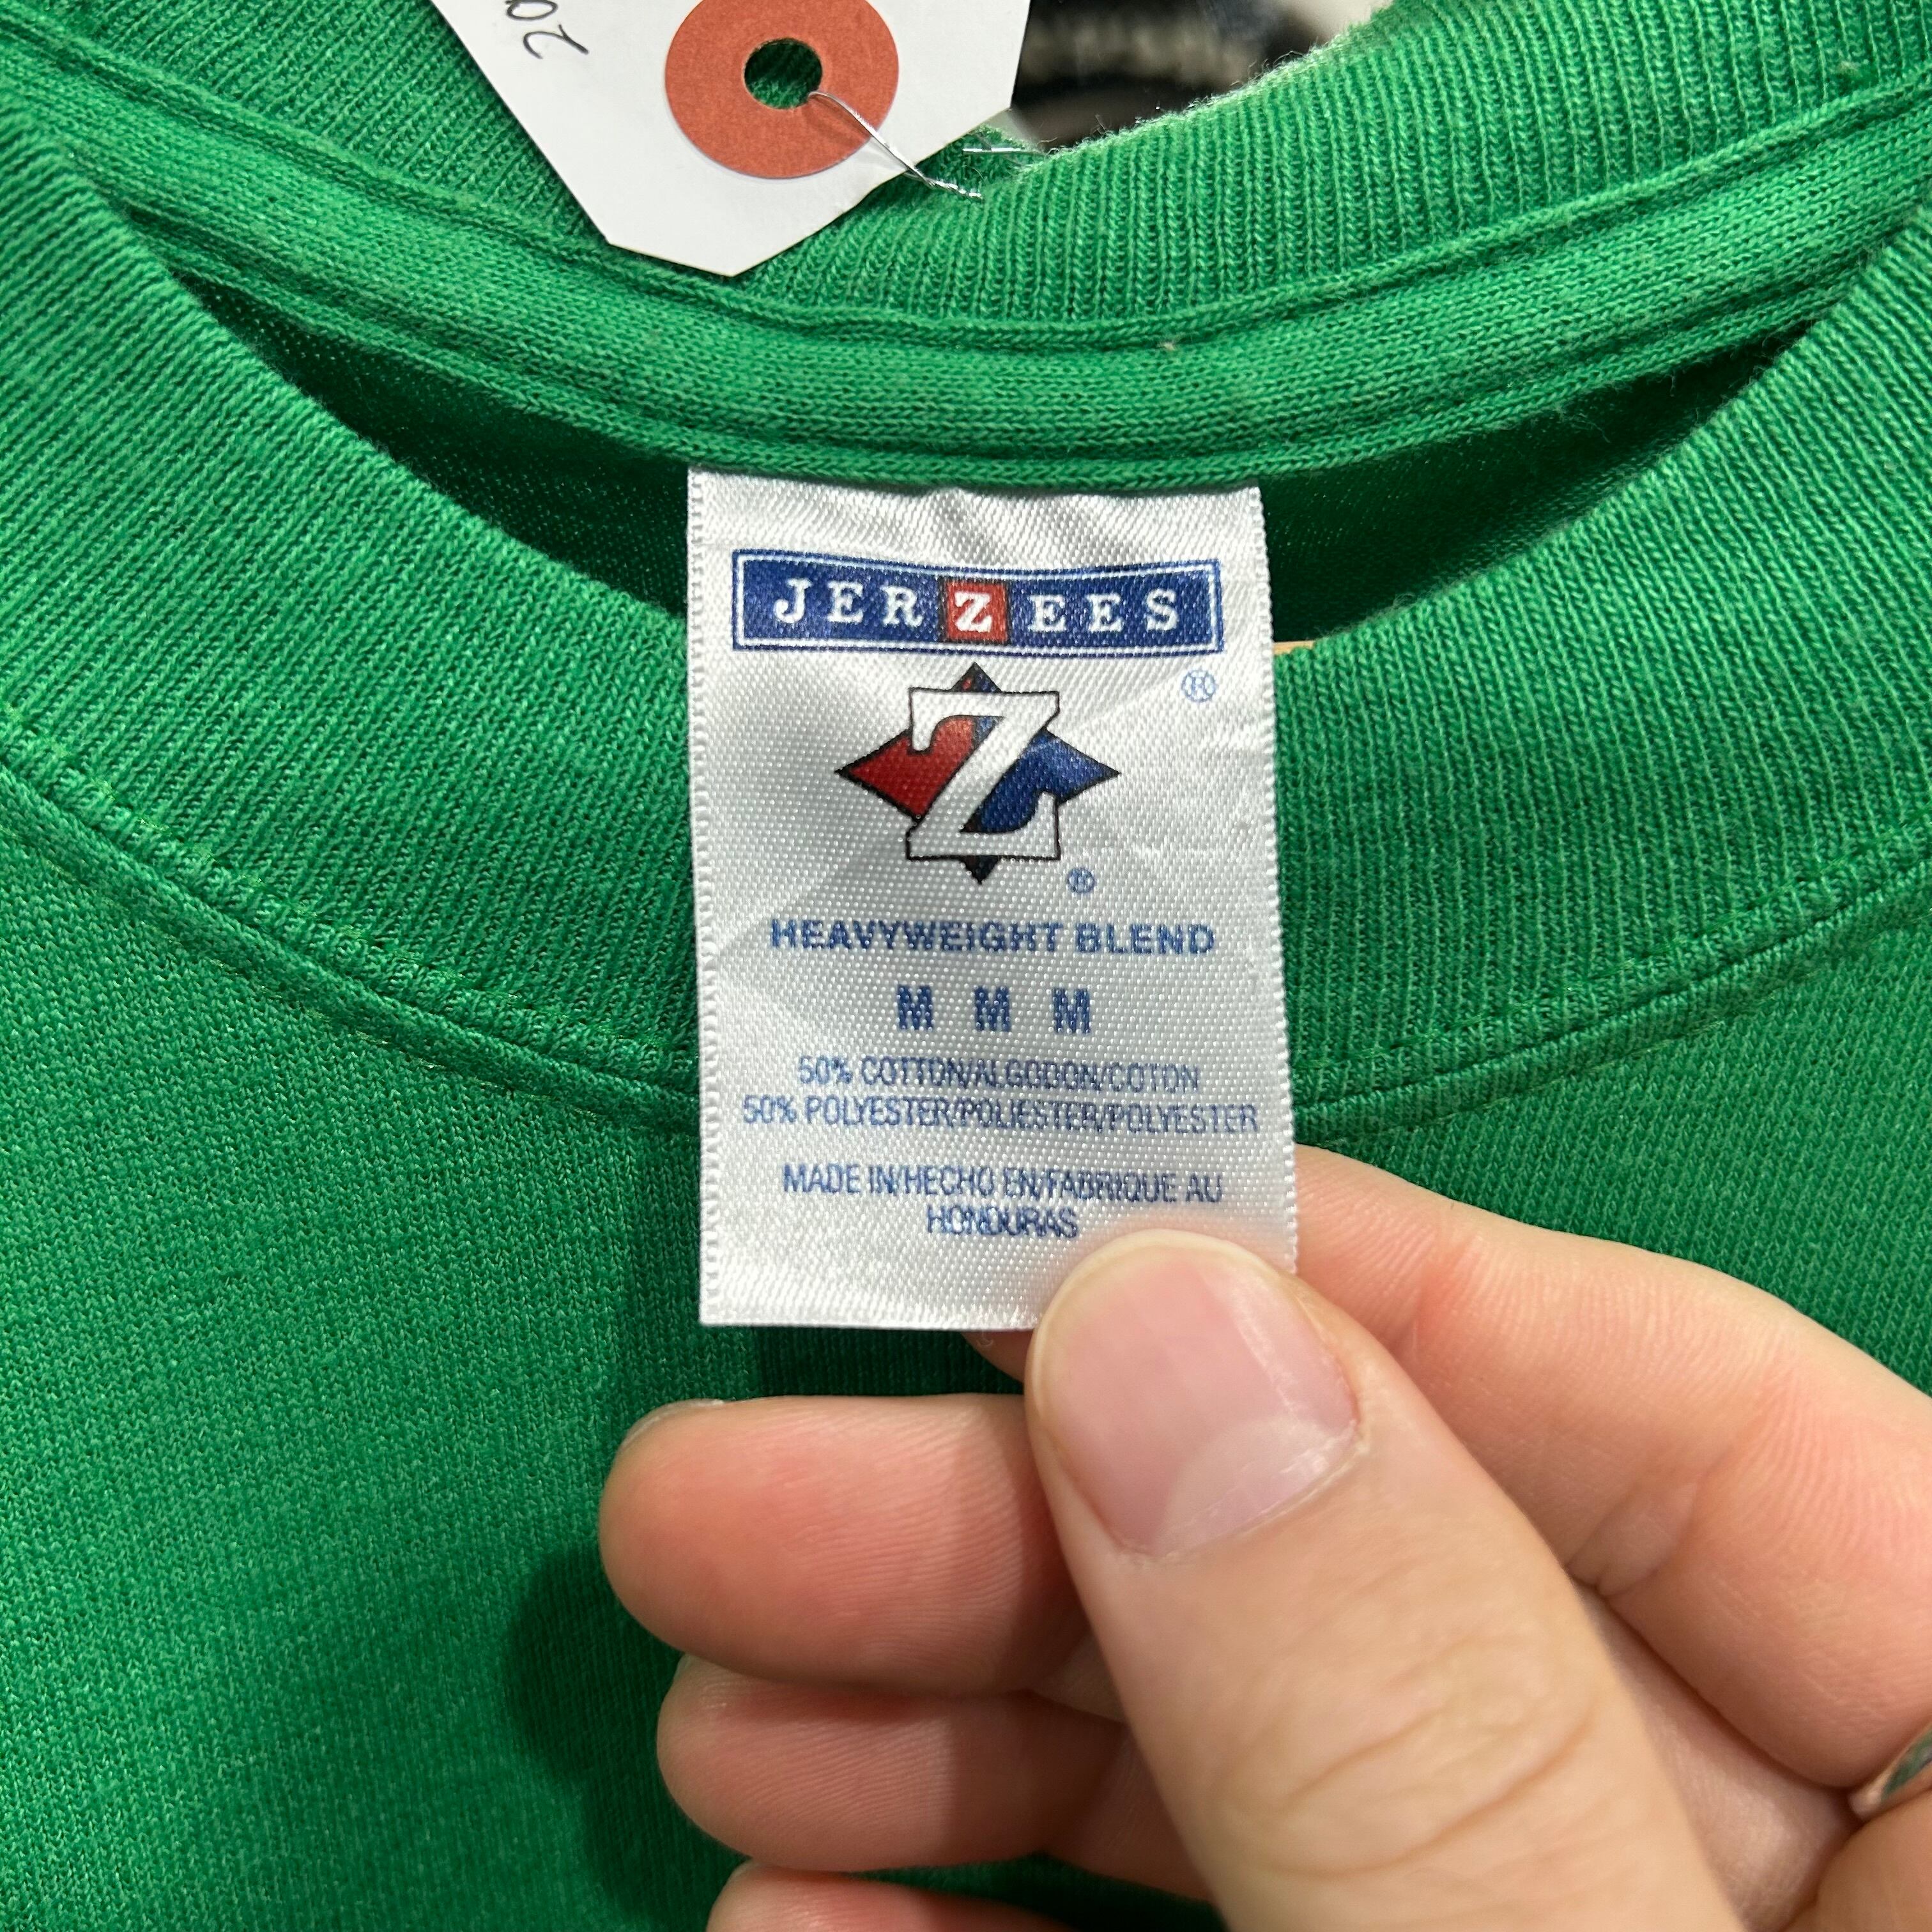 JERZEES
®
Z
®
HEAVYWEIGHT BLEND
M M M
50% COTTON/ALGODON/COTON
50% POLYESTER/POLIESTER/POLYESTER
MADE IN/HECHO EN/FABRIQUE AU
HONDURAS